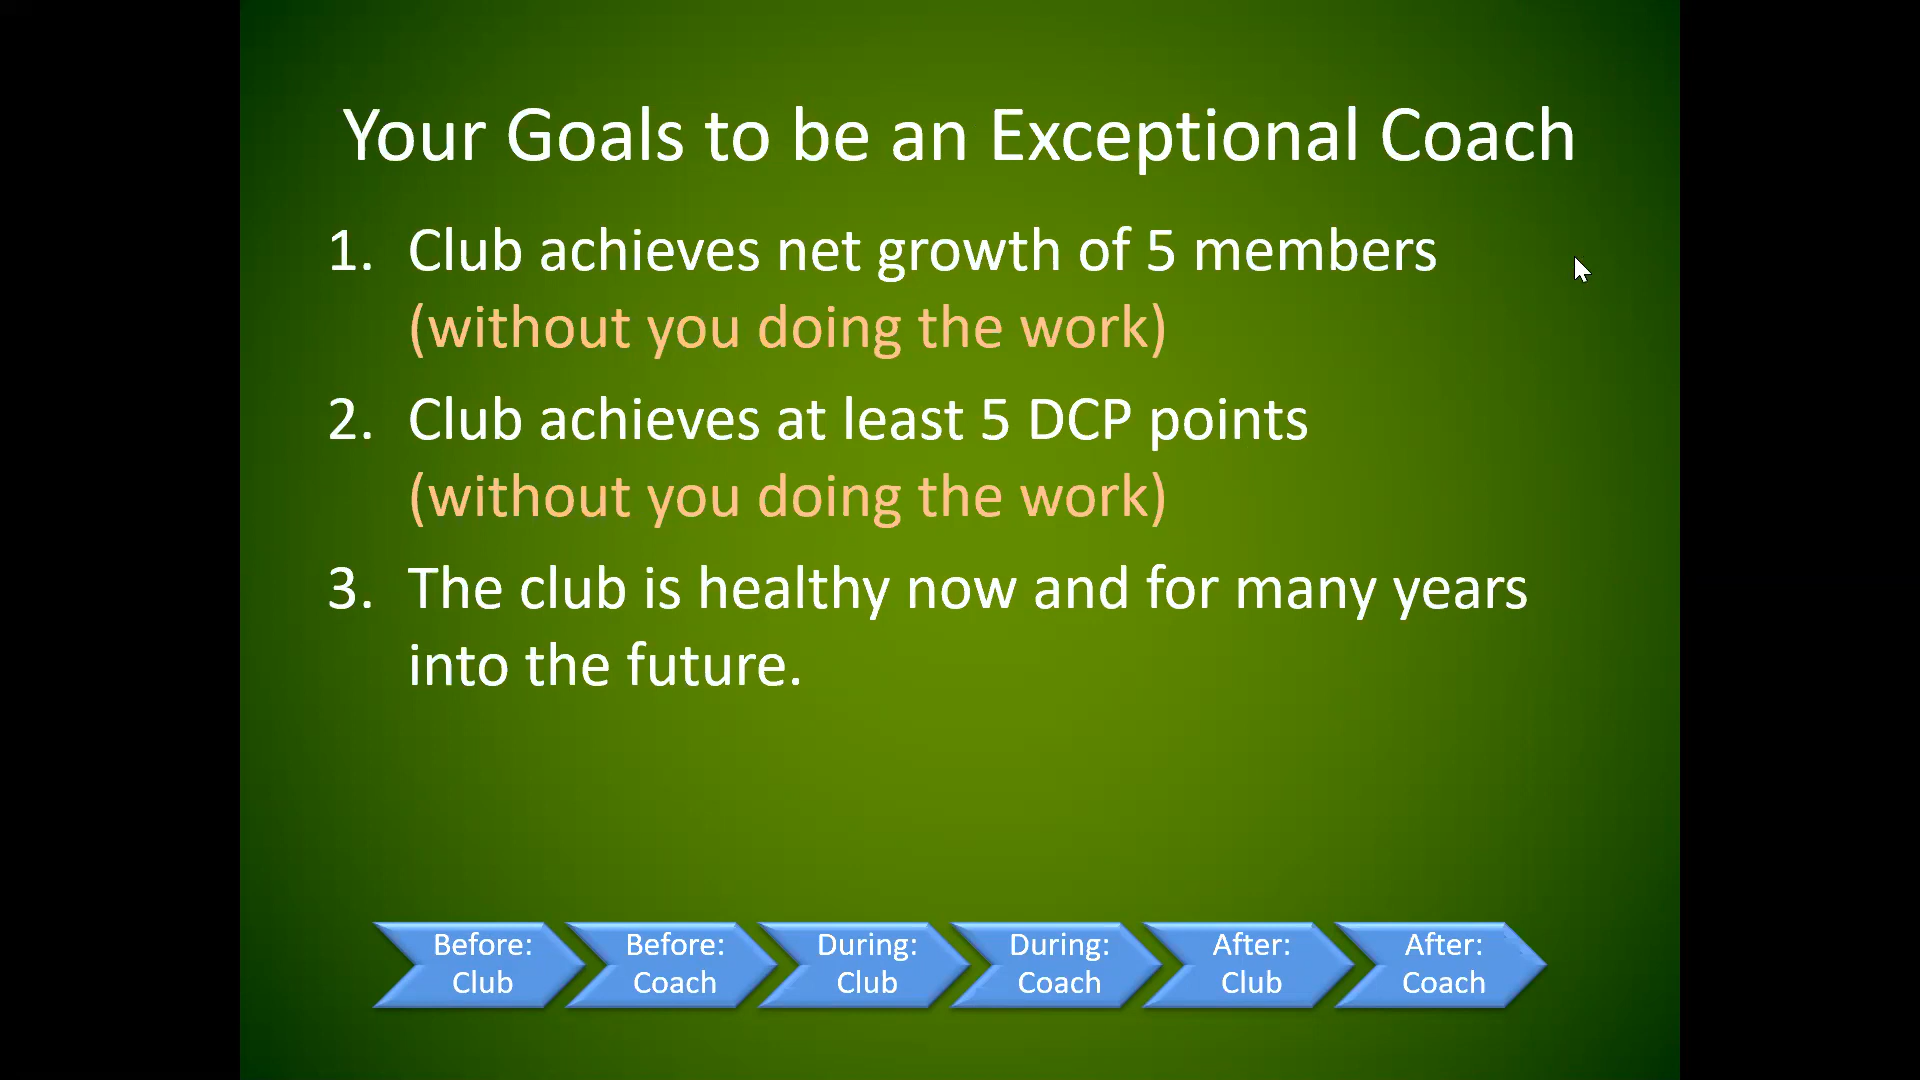 Your Goals to be an Exceptional Coach
1. Club achieves net growth of 5 members
(without you doing the work)
2. Club achieves at least 5 DCP points
(without you doing the work)
3. The club is healthy now and for many years
into the future.
Before:
Club
Before:
Coach
During:
Club
During:
Coach
After:
Club
After:
Coach